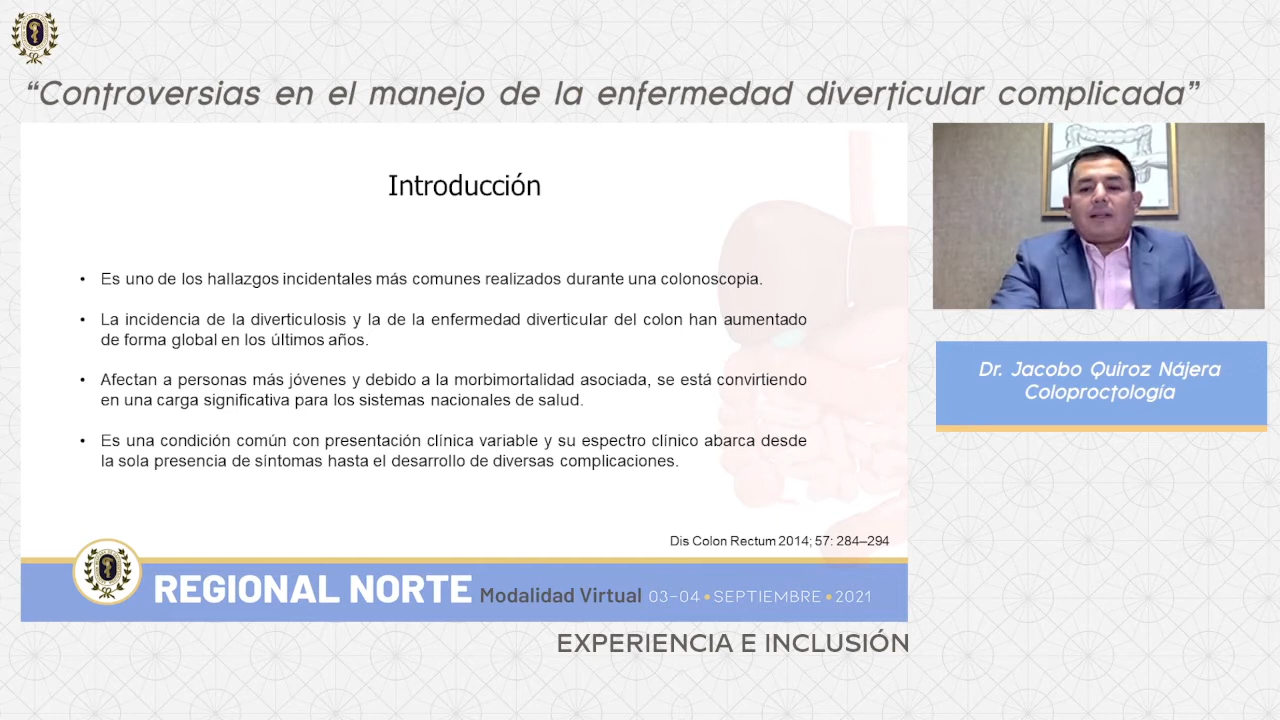 “Controversias en el manejo de la enfermedad diverticular complicada”
Introducción
• Es uno de los hallazgos incidentales más comunes realizados durante una colonoscopia.
• La incidencia de la diverticulosis y la de la enfermedad diverticular del colon han aumentado
de forma global en los últimos años.
• Afectan a personas más jóvenes y debido a la morbimortalidad asociada, se está convirtiendo
en una carga significativa para los sistemas nacionales de salud.
• Es una condición común con presentación clínica variable y su espectro clínico abarca desde
la sola presencia de síntomas hasta el desarrollo de diversas complicaciones.
Dis Colon Rectum 2014; 57: 284–294
REGIONAL NORTE Modalidad Virtual 03-04•SEPTIEMBRE•2021
EXPERIENCIA E INCLUSIÓN
Dr. Jacobo Quiroz Nájera
Coloproctología